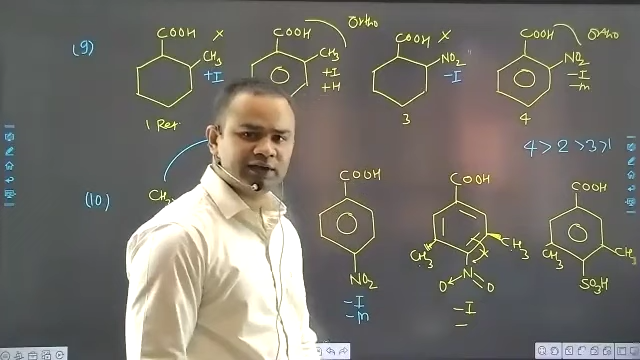 (9)
COOH X
CH3
+I
1 Ref.
COOH
CH3
+I
+H
Ortho
COOH X
NO2
-I
3
COOH
NO2
-I
-m
Ortho
4
4 > 2 > 3 > 1
(10)
CH3
COOH
NO2
-I
-m
COOH
CH3
CH3
N
O
O
-I
-
COOH
CH3
CH3
SO3H